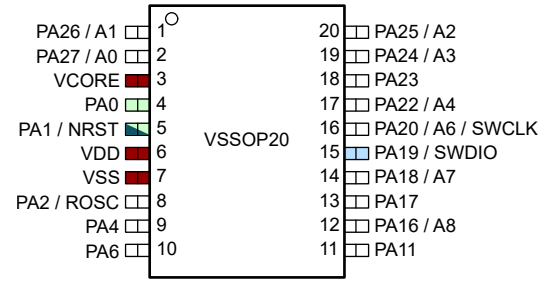 PA26 / A1 1 20 PA25 / A2
PA27 / A0 2 19 PA24 / A3
VCORE 3 18 PA23
PA0 4 17 PA22 / A4
PA1 / NRST 5 16 PA20 / A6 / SWCLK
VSSOP20
VDD 6 15 PA19 / SWDIO
VSS 7 14 PA18 / A7
PA2 / ROSC 8 13 PA17
PA4 9 12 PA16 / A8
PA6 10 11 PA11